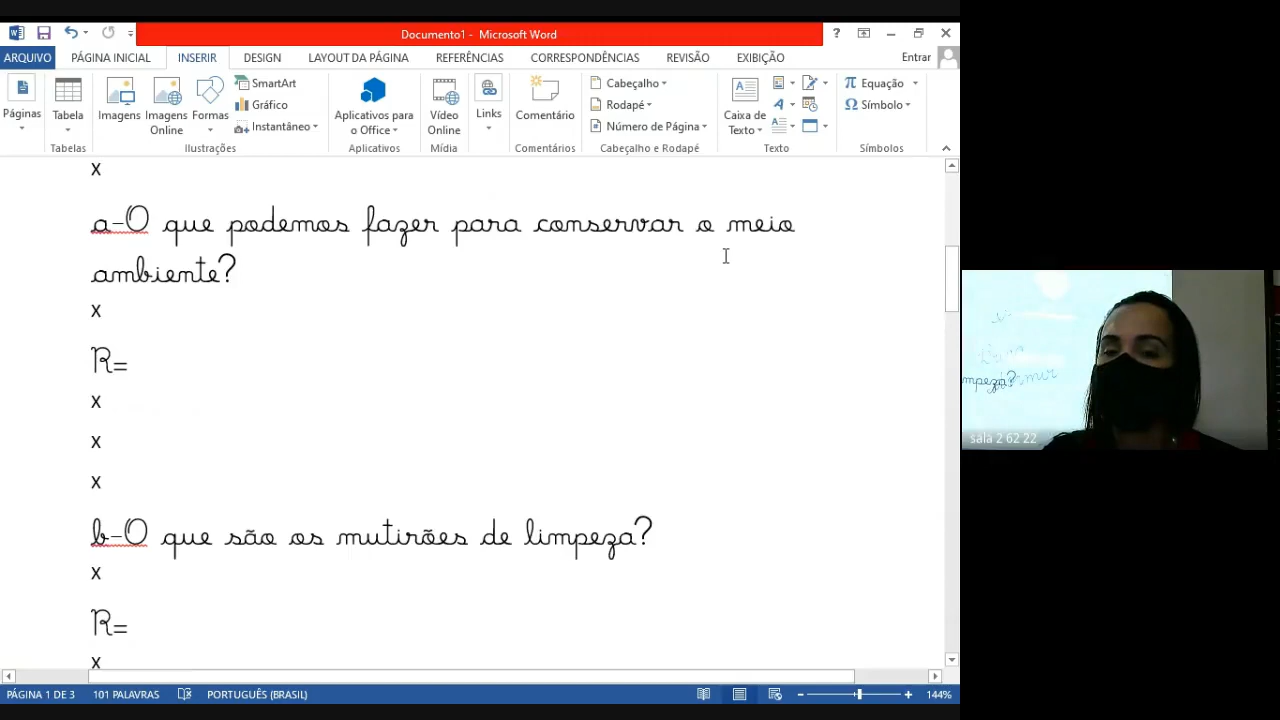 Documento1 - Microsoft Word
ARQUIVO PÁGINA INICIAL INSERIR DESIGN LAYOUT DA PÁGINA REFERÊNCIAS CORRESPONDÊNCIAS REVISÃO EXIBIÇÃO Entrar
Páginas
Tabela
Imagens
Imagens Online
Formas
SmartArt
Gráfico
Instantâneo
Aplicativos para o Office
Vídeo Online
Links
Comentário
Cabeçalho
Rodapé
Número de Página
Caixa de Texto
Equação
Símbolo
Tabelas Ilustrações Aplicativos Mídia Comentários Cabeçalho e Rodapé Texto Símbolos
x
a-O que podemos fazer para conservar o meio
ambiente?
x
R=
x
x
x
b-O que são os mutirões de limpeza?
x
R=
x
mpeza?
sala 2 62 22
PÁGINA 1 DE 3 101 PALAVRAS PORTUGUÊS (BRASIL) 144%